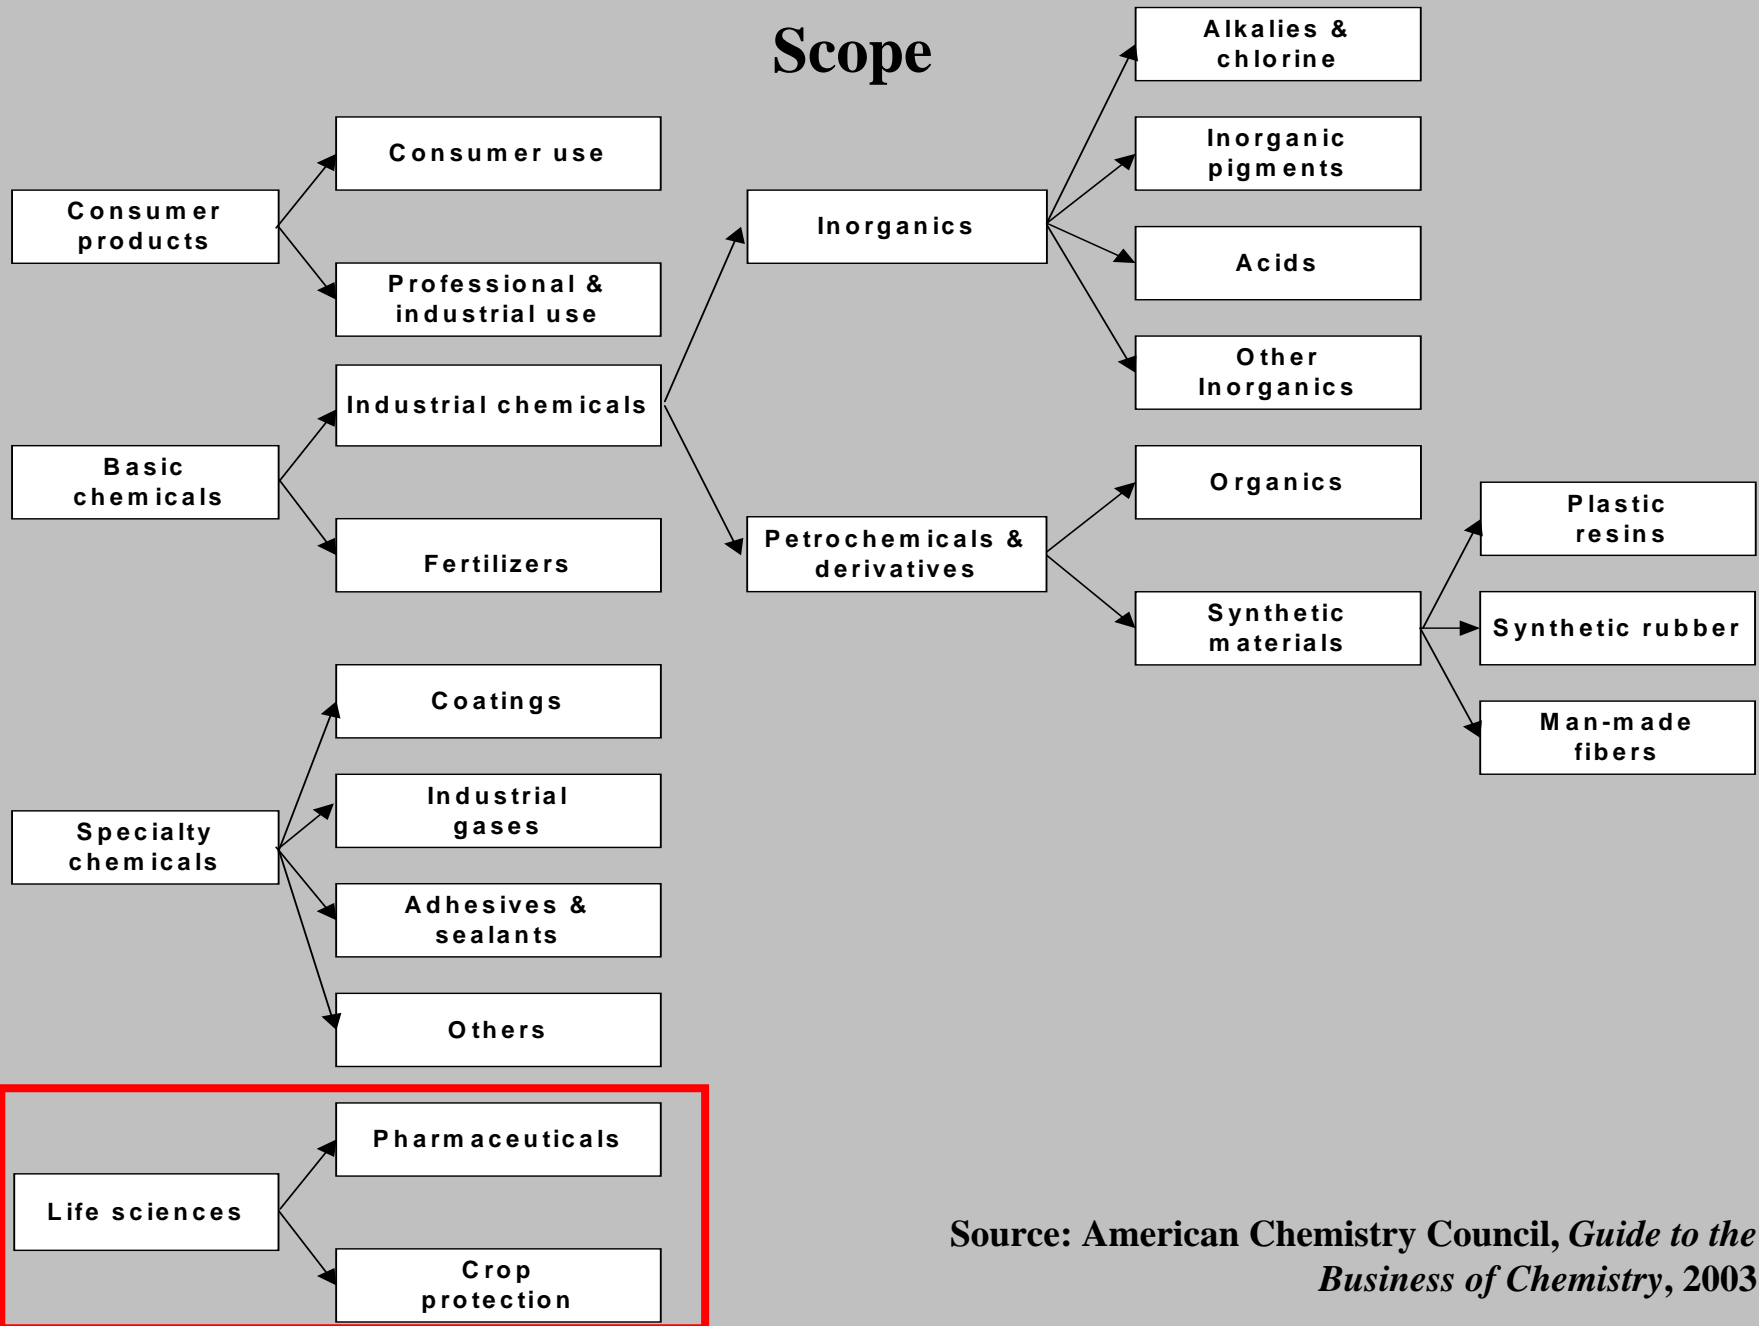 Scope
Consumer
products
Consumer use
Professional &
industrial use
Basic
chemicals
Industrial chemicals
Fertilizers
Inorganics
Alkalies &
chlorine
Inorganic
pigments
Acids
Other
Inorganics
Petrochemicals &
derivatives
Organics
Synthetic
materials
Plastic
resins
Synthetic rubber
Man-made
fibers
Specialty
chemicals
Coatings
Industrial
gases
Adhesives &
sealants
Others
Life sciences
Pharmaceuticals
Crop
protection
Source: American Chemistry Council, Guide to the
Business of Chemistry, 2003